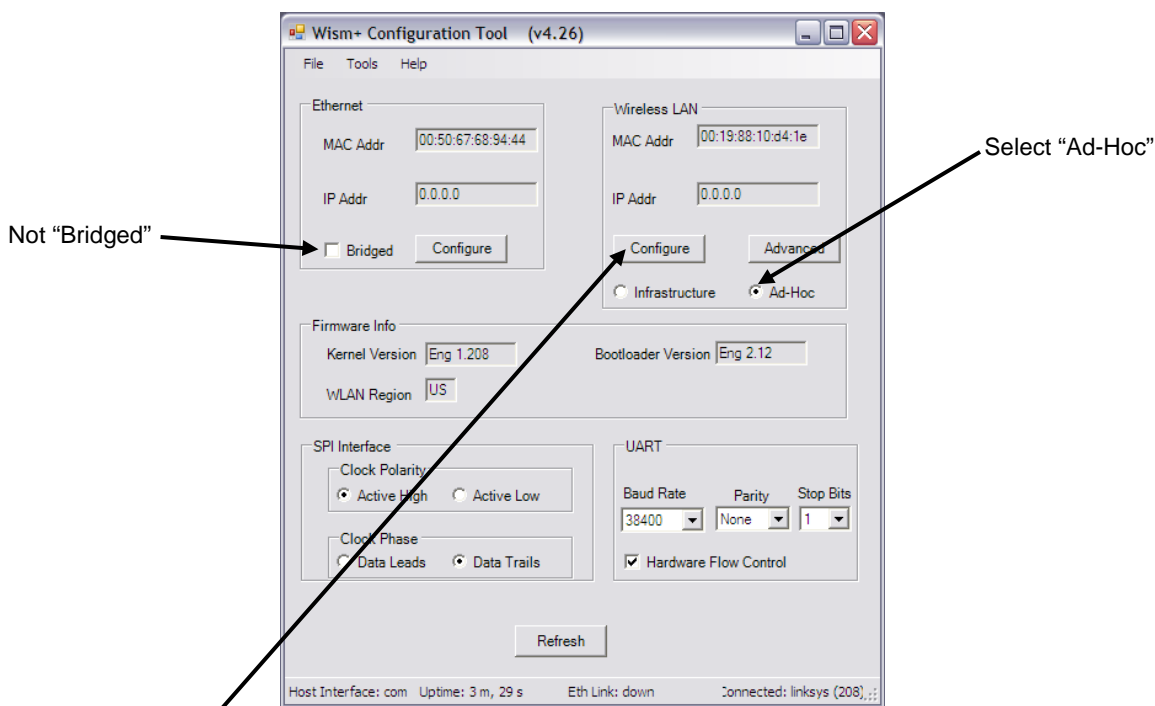 Wism+ Configuration Tool (v4.26)
File Tools Help
Ethernet
MAC Addr 00:50:67:68:94:44
IP Addr 0.0.0.0
Bridged Configure
Wireless LAN
MAC Addr 00:19:88:10:d4:1e
IP Addr 0.0.0.0
Configure Advanced
Infrastructure Ad-Hoc
Select “Ad-Hoc”
Not “Bridged”
Firmware Info
Kernel Version Eng 1.208 Bootloader Version Eng 2.12
WLAN Region US
SPI Interface
Clock Polarity
Active High Active Low
Clock Phase
Data Leads Data Trails
UART
Baud Rate Parity Stop Bits
38400 None 1
Hardware Flow Control
Refresh
Host Interface: com Uptime: 3 m, 29 s Eth Link: down Connected: linksys (208)